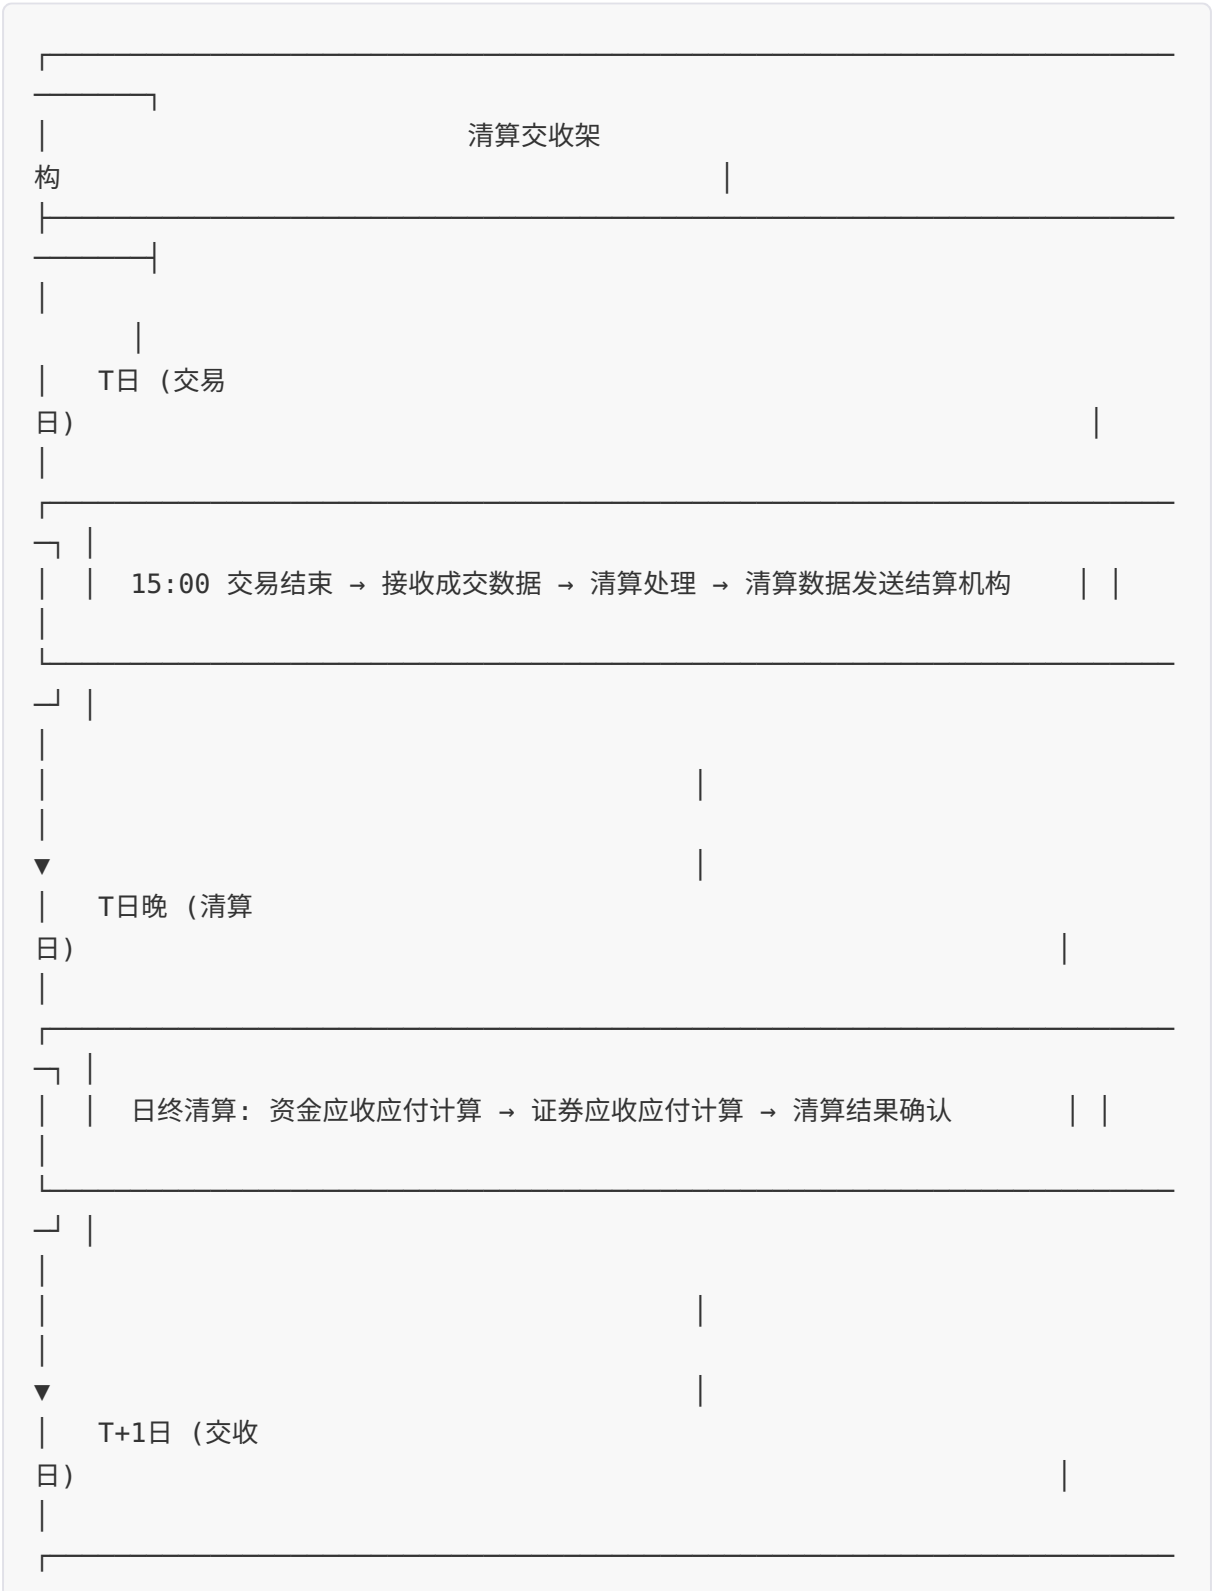 清算交收架
构
T日 (交易
日)
15:00 交易结束 → 接收成交数据 → 清算处理 → 清算数据发送结算机构
T日晚 (清算
日)
日终清算: 资金应收应付计算 → 证券应收应付计算 → 清算结果确认
T+1日 (交收
日)